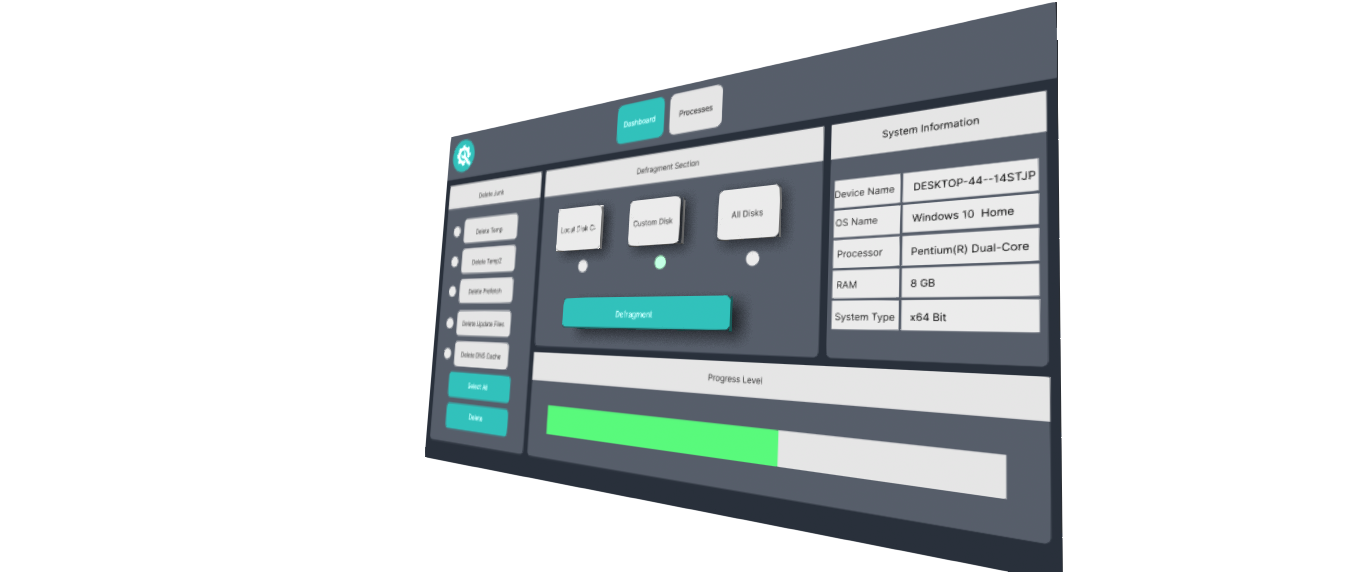 Dashboard
Processes
Delete Junk
Delete Temp
Delete Temp2
Delete Prefetch
Delete Update Files
Delete DNS Cache
Select All
Delete
Defragment Section
Local Disk C:
Custom Disk
All Disks
Defragment
System Information
Device Name DESKTOP-44--14STJP
OS Name Windows 10 Home
Processor Pentium(R) Dual-Core
RAM 8 GB
System Type x64 Bit
Progress Level